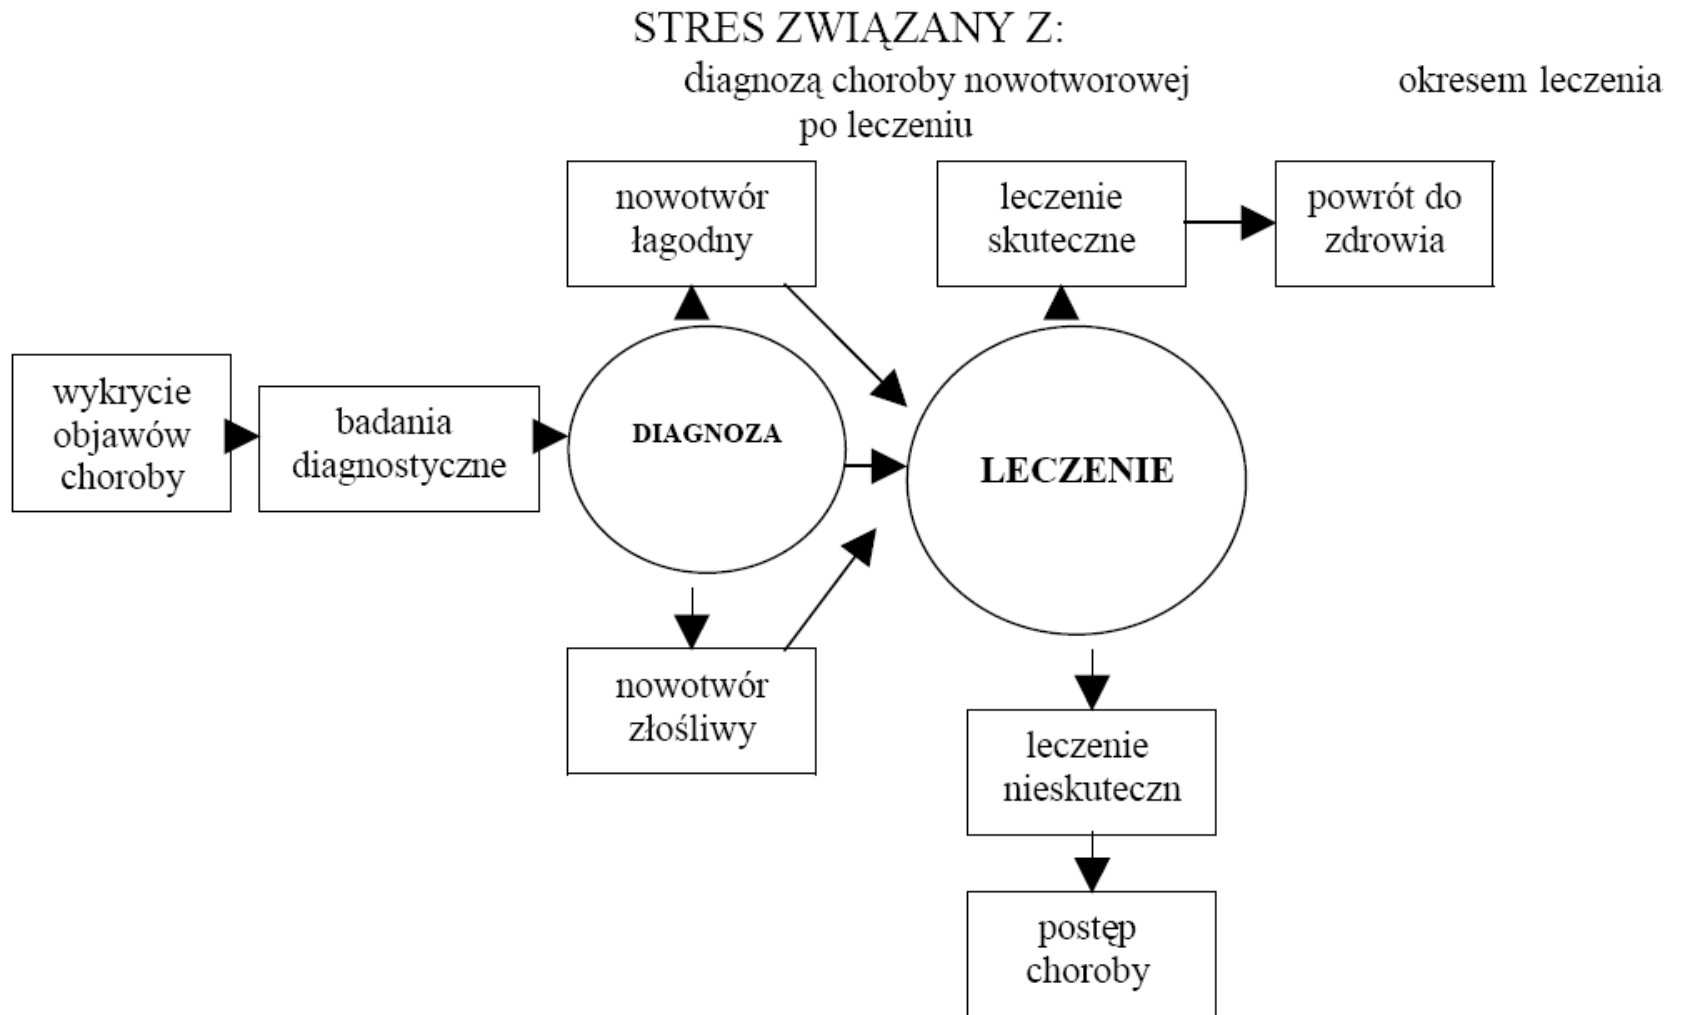 STRES ZWIĄZANY Z:
diagnozą choroby nowotworowej okresem leczenia
po leczeniu
nowotwór
łagodny
leczenie
skuteczne
powrót do
zdrowia
wykrycie
objawów
choroby
badania
diagnostyczne
DIAGNOZA
LECZENIE
nowotwór
złośliwy
leczenie
nieskuteczn
postęp
choroby